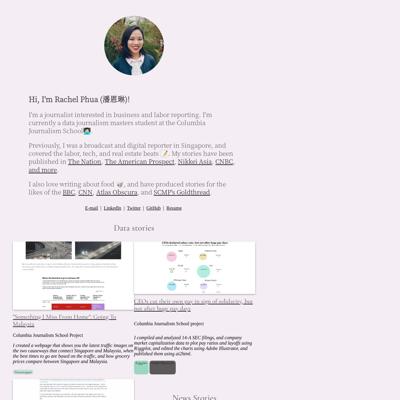 Hi, I'm Rachel Phua (潘恩琳)!
I'm a journalist interested in business and labor reporting. I'm
currently a data journalism masters student at the Columbia
Journalism School
Previously, I was a broadcast and digital reporter in Singapore, and
covered the labor, tech, and real estate beats. My stories have been
published in The Nation, The American Prospect, Nikkei Asia, CNBC,
and more.
I also love writing about food, and have produced stories for the
likes of the BBC, CNN, Atlas Obscura, and SCMP's Goldthread.
E-mail | LinkedIn | Twitter | GitHub | Resume
Data stories
"Something I Miss From Home": Going To
Malaysia
Columbia Journalism School Project
I created a webpage that shows you the latest traffic images on
the two causeways that connect Singapore and Malaysia, when
the best times to go are based on the traffic, and how grocery
prices compare between Singapore and Malaysia.
CEOs cut their own pay in sign of solidarity, but
not after huge pay days
Columbia Journalism School project
I compiled and analyzed 14-A SEC filings, and company
market capitalization data to plot pay ratios and layoffs using
ggplot, and edited the charts using Adobe Illustrator, and
published them using ai2html.
News Stories